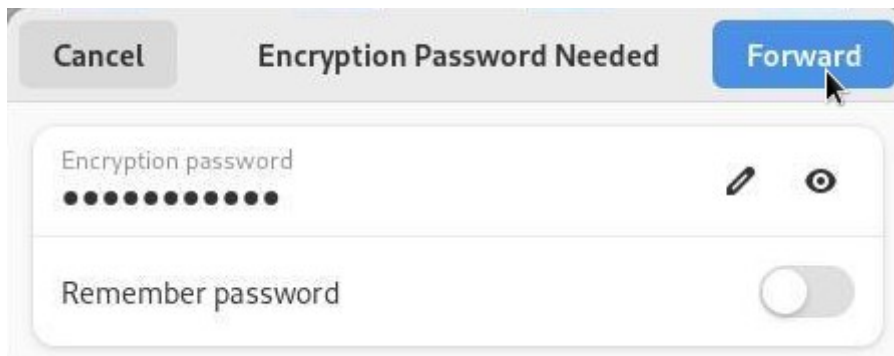 Cancel Encryption Password Needed Forward
Encryption password
●●●●●●●●●●●
Remember password